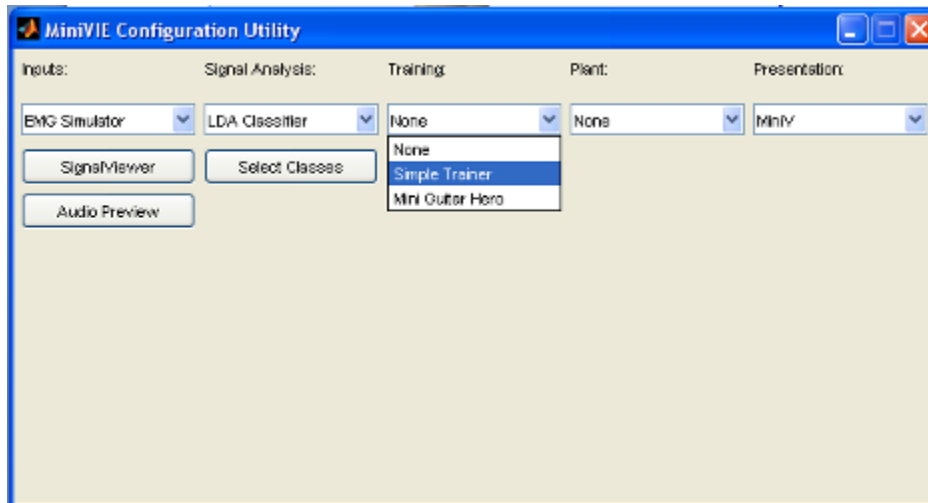 MiniVIE Configuration Utility
Inputs: Signal Analysis: Training: Plant: Presentation:
EMG Simulator LDA Classifier None None MiniV
SignalViewer Select Classes None
Simple Trainer
Audio Preview Mini Guitar Hero